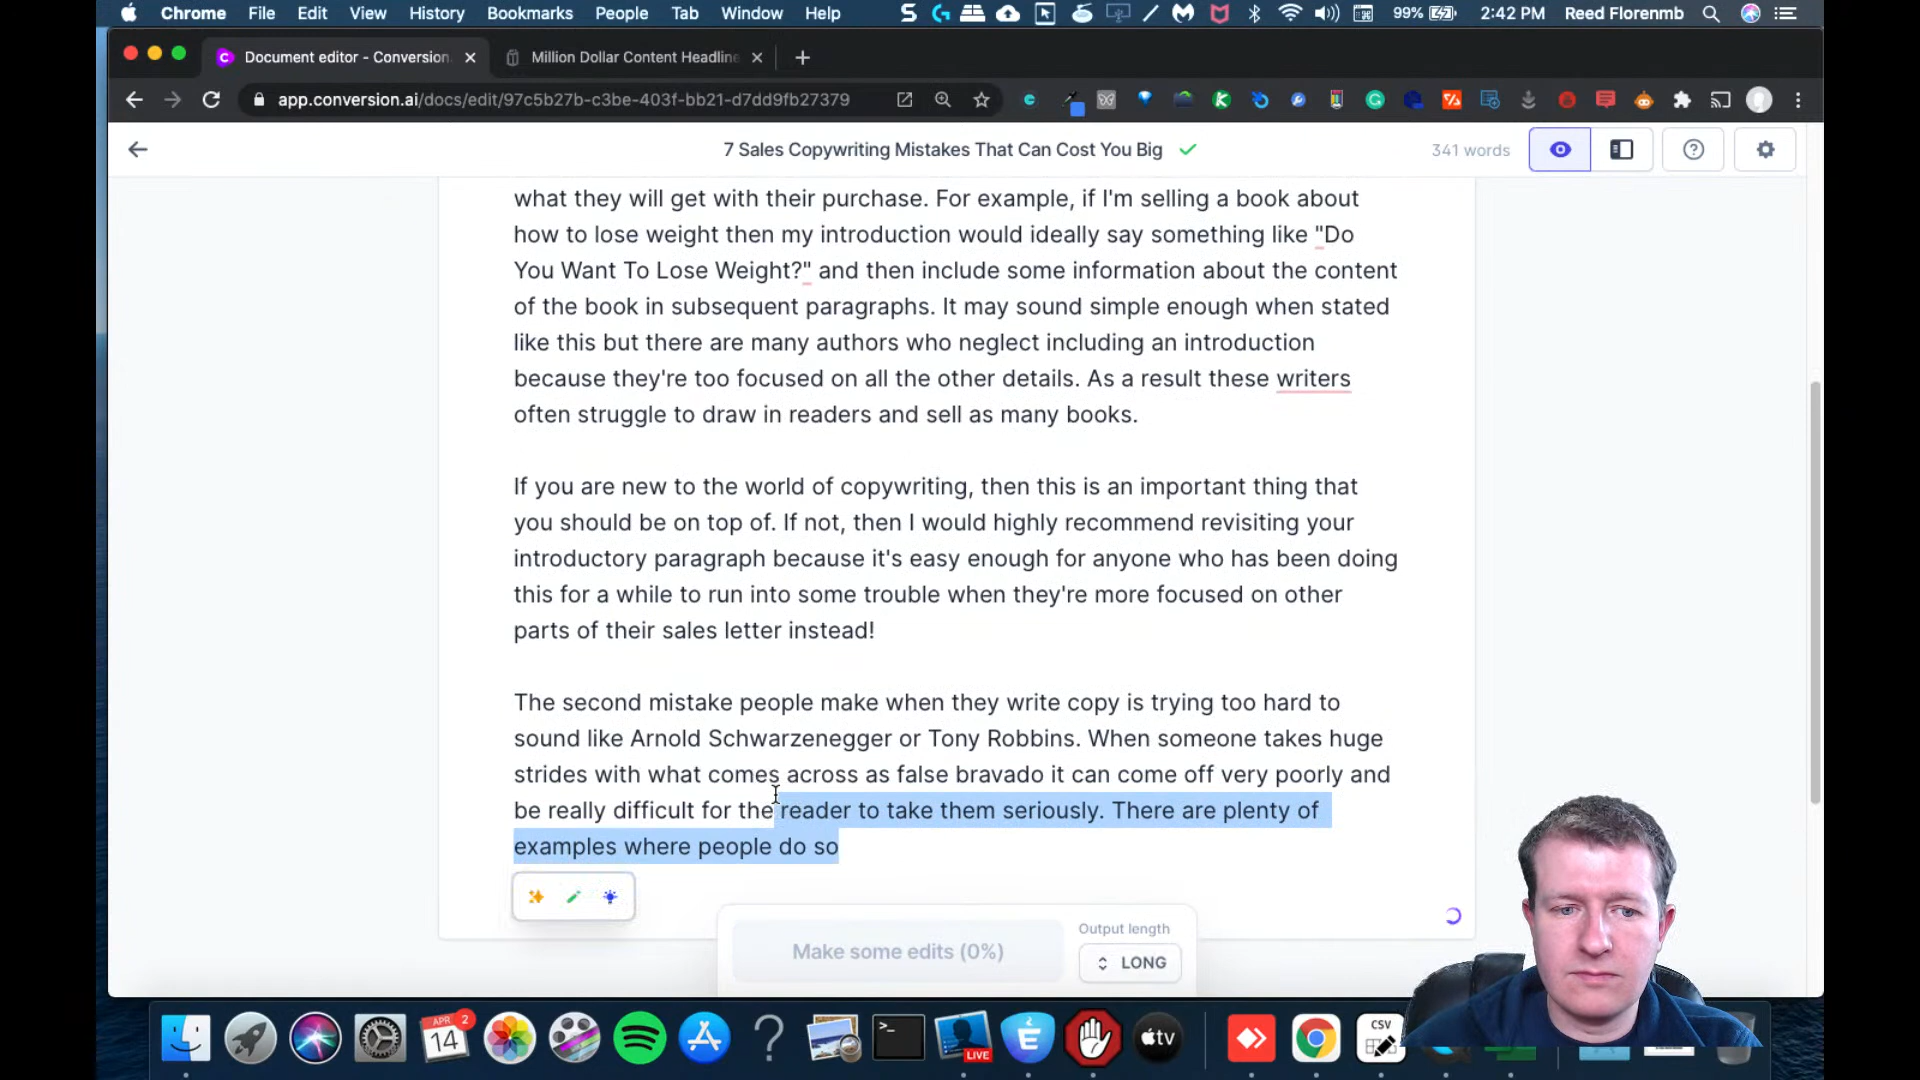 Chrome File Edit View History Bookmarks People Tab Window Help 99% 2:42 PM Reed Florenmb
Document editor - Conversion. Million Dollar Content Headline
app.conversion.ai/docs/edit/97c5b27b-c3be-403f-bb21-d7dd9fb27379
7 Sales Copywriting Mistakes That Can Cost You Big 341 words
what they will get with their purchase. For example, if I'm selling a book about
how to lose weight then my introduction would ideally say something like "Do
You Want To Lose Weight?" and then include some information about the content
of the book in subsequent paragraphs. It may sound simple enough when stated
like this but there are many authors who neglect including an introduction
because they're too focused on all the other details. As a result these writers
often struggle to draw in readers and sell as many books.
If you are new to the world of copywriting, then this is an important thing that
you should be on top of. If not, then I would highly recommend revisiting your
introductory paragraph because it's easy enough for anyone who has been doing
this for a while to run into some trouble when they're more focused on other
parts of their sales letter instead!
The second mistake people make when they write copy is trying too hard to
sound like Arnold Schwarzenegger or Tony Robbins. When someone takes huge
strides with what comes across as false bravado it can come off very poorly and
be really difficult for the reader to take them seriously. There are plenty of
examples where people do so
Output length
Make some edits (0%)
LONG
APR 2
14
LIVE
tv
CSV